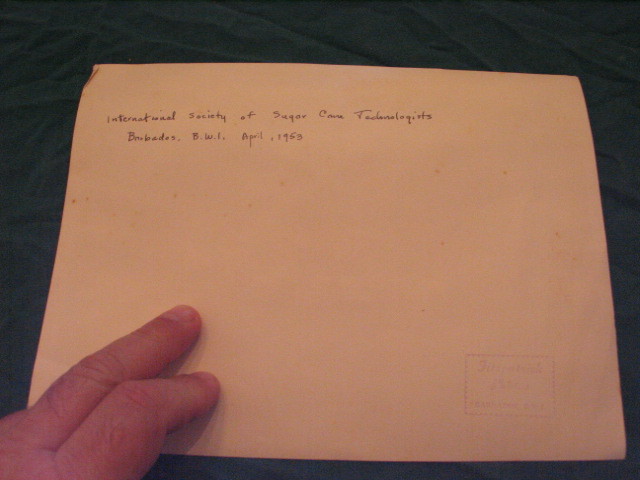 International Society of Sugar Cane Technologists
Barbados, B.W.I. April, 1953